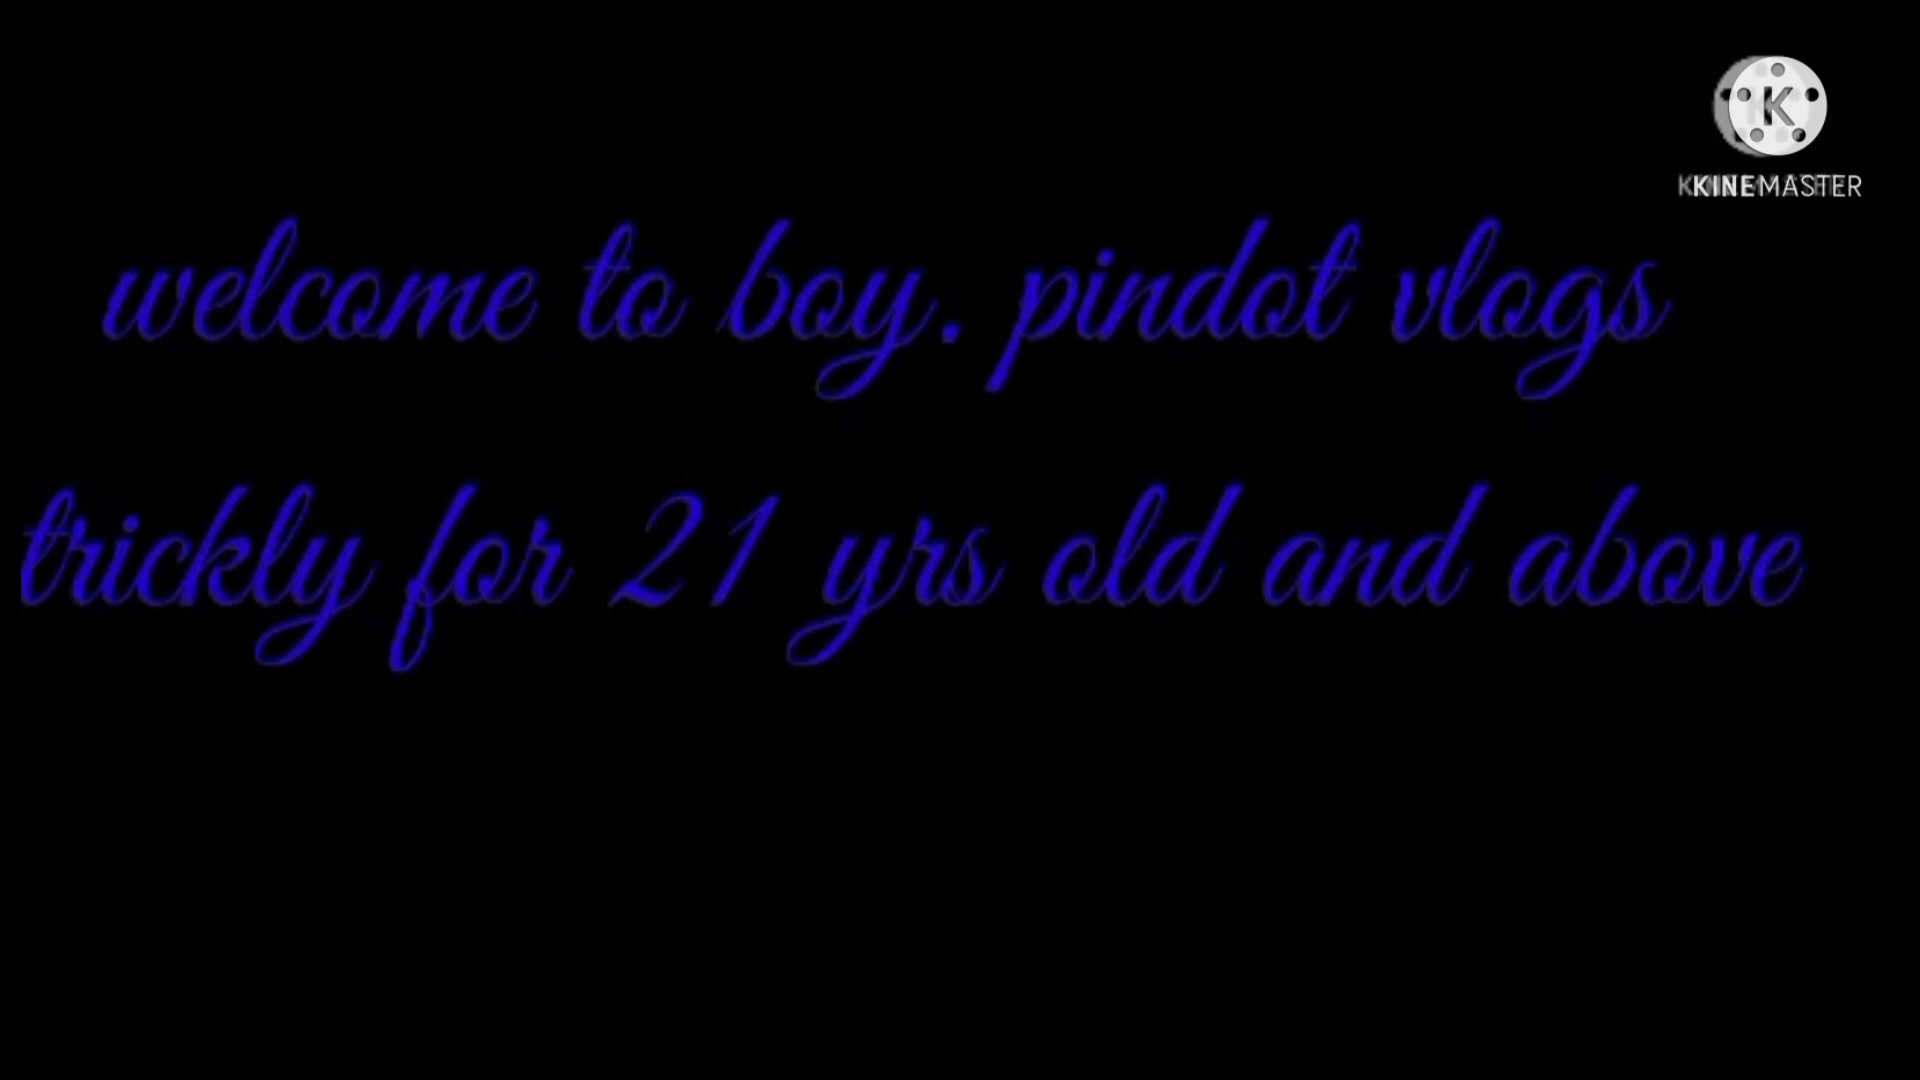 KINEMASTER
welcome to boy. pindot vlogs
trickly for 21 yrs old and above